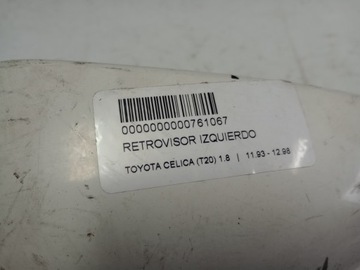 0000000000761067
RETROVISOR IZQUIERDO
TOYOTA CELICA (T20) 1.8 | 11.93 - 12.98